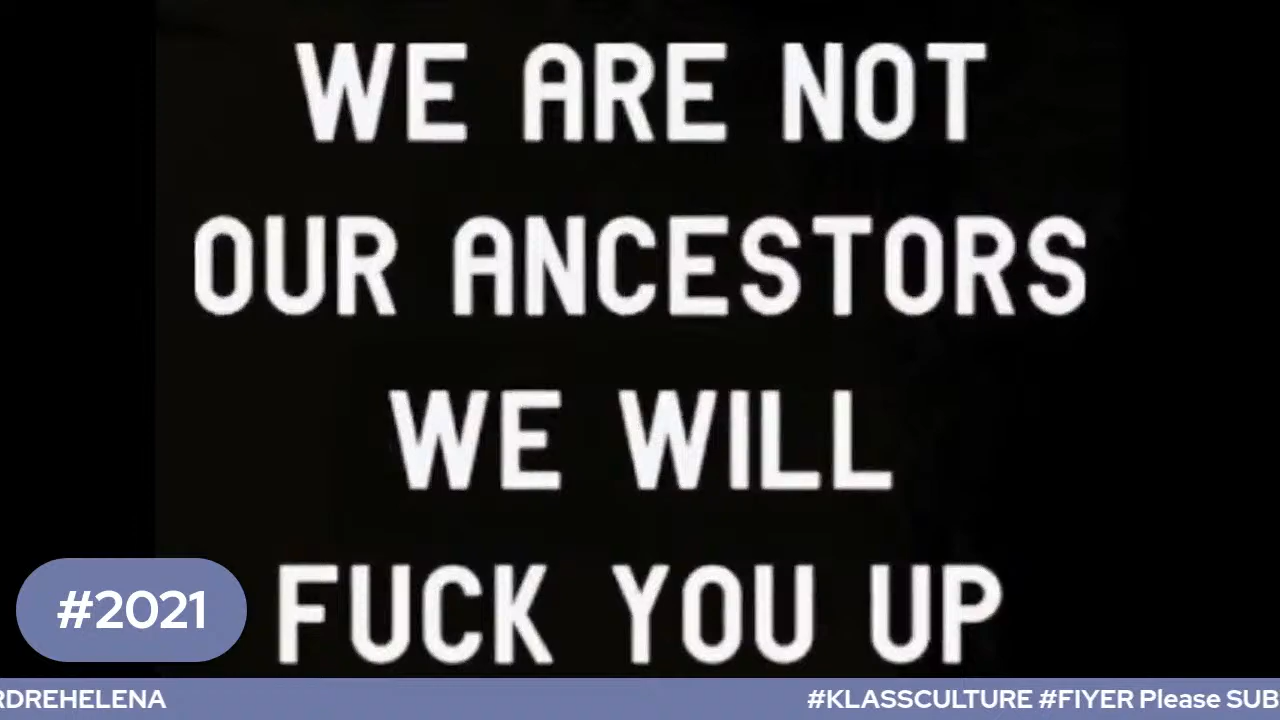 WE ARE NOT
OUR ANCESTORS
WE WILL
FUCK YOU UP
#2021
RDREHELENA #KLASSCULTURE #FIYER Please SUB